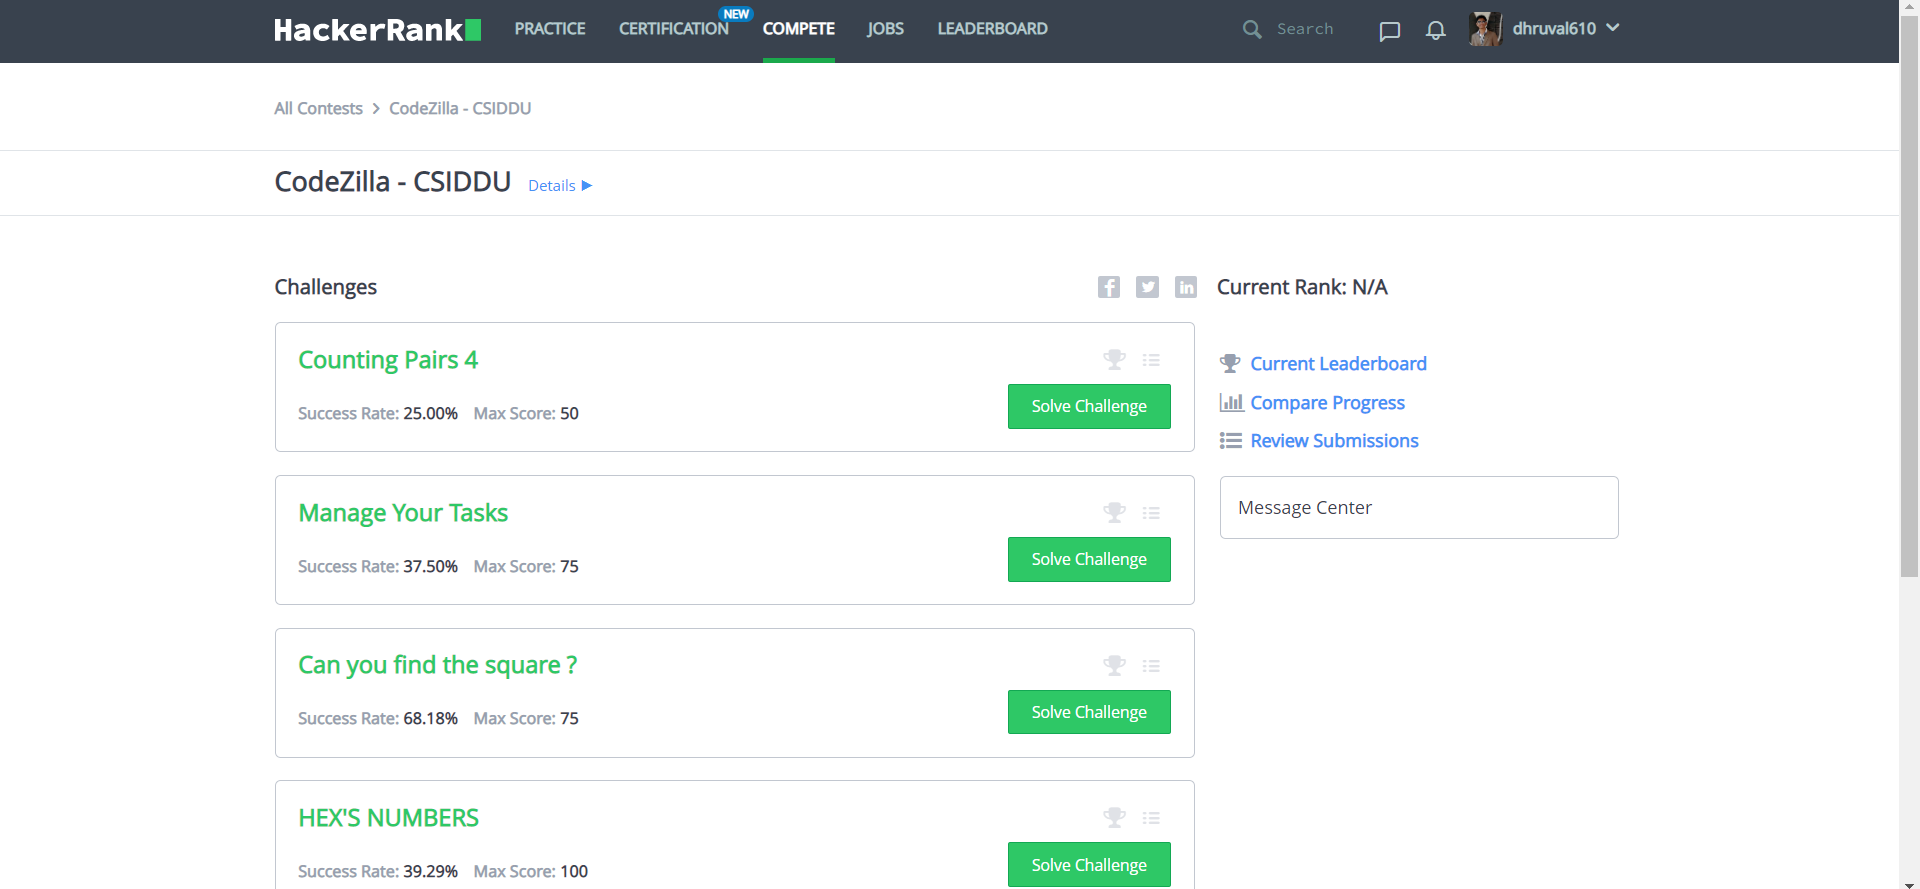 HackerRank PRACTICE CERTIFICATION NEW COMPETE JOBS LEADERBOARD Search dhruval610
All Contests > CodeZilla - CSIDDU
CodeZilla - CSIDDU Details ▶
Challenges
Current Rank: N/A
Counting Pairs 4
Success Rate: 25.00% Max Score: 50
Solve Challenge
Manage Your Tasks
Success Rate: 37.50% Max Score: 75
Solve Challenge
Can you find the square ?
Success Rate: 68.18% Max Score: 75
Solve Challenge
HEX'S NUMBERS
Success Rate: 39.29% Max Score: 100
Solve Challenge
Current Leaderboard
Compare Progress
Review Submissions
Message Center